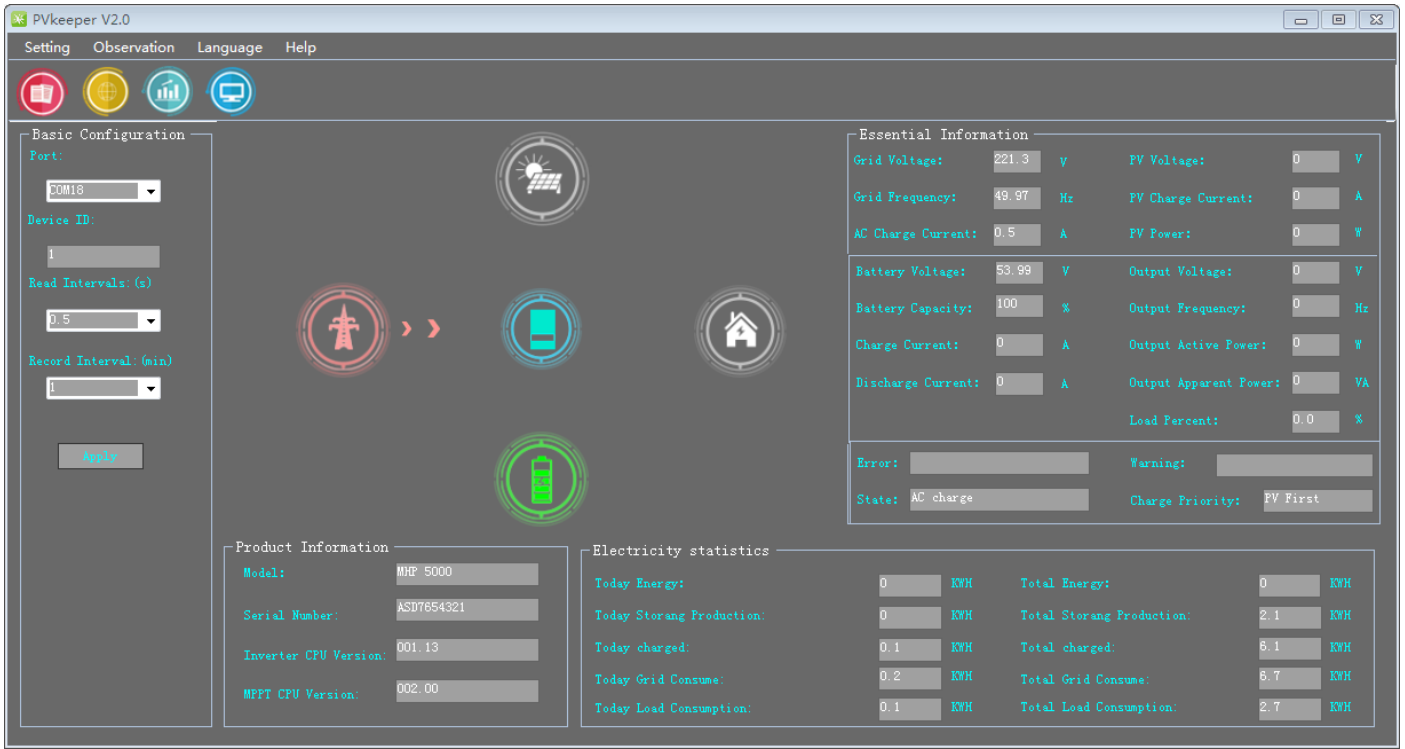 PVkeeper V2.0
Setting Observation Language Help
Basic Configuration
Port:
COM18
Device ID:
1
Read Intervals:(s)
0.5
Record Interval:(min)
1
Apply
Essential Information
Grid Voltage: 221.3 V PV Voltage: 0 V
Grid Frequency: 49.97 Hz PV Charge Current: 0 A
AC Charge Current: 0.5 A PV Power: 0 W
Battery Voltage: 53.99 V Output Voltage: 0 V
Battery Capacity: 100 % Output Frequency: 0 Hz
Charge Current: 0 A Output Active Power: 0 W
Discharge Current: 0 A Output Apparent Power: 0 VA
Load Percent: 0.0 %
Error: Warning:
State: AC charge Charge Priority: PV First
Product Information
Model: MHP 5000
Serial Number: ASD7654321
Inverter CPU Version: 001.13
MPPT CPU Version: 002.00
Electricity statistics
Today Energy: 0 KWH Total Energy: 0 KWH
Today Storang Production: 0 KWH Total Storang Production: 2.1 KWH
Today charged: 0.1 KWH Total charged: 6.1 KWH
Today Grid Consume: 0.2 KWH Total Grid Consume: 6.7 KWH
Today Load Consumption: 0.1 KWH Total Load Consumption: 2.7 KWH